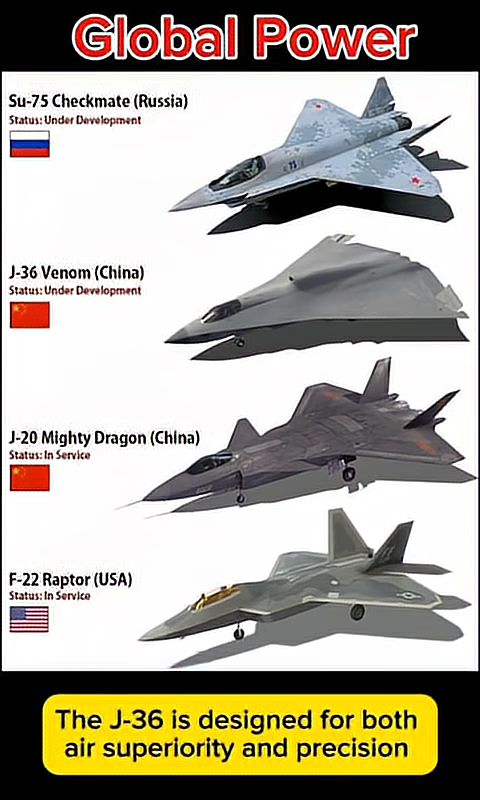 Global Power
Su-75 Checkmate (Russia)
Status: Under Development
J-36 Venom (China)
Status: Under Development
J-20 Mighty Dragon (China)
Status: In Service
F-22 Raptor (USA)
Status: In Service
The J-36 is designed for both
air superiority and precision